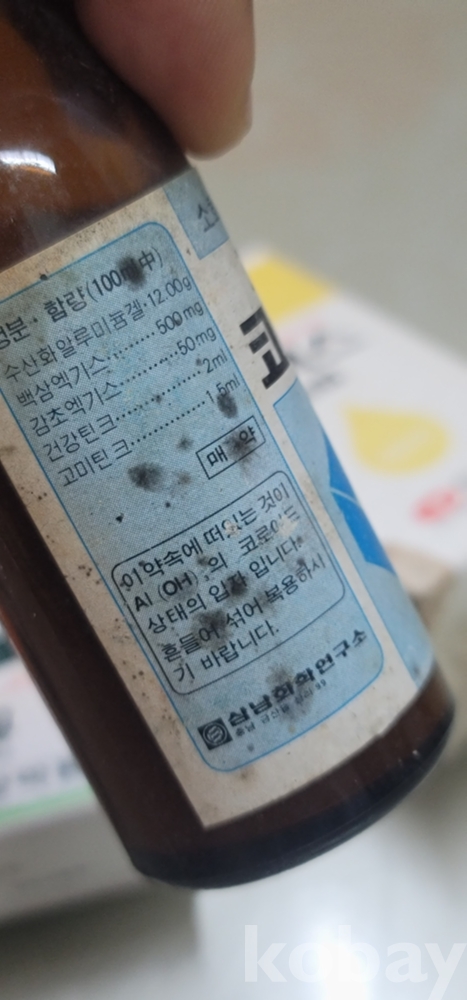 성분·함량(100ml中)
수산화알루미늄겔·12.00g
백삼엑기스........500mg
감초엑기스........50mg
건강틴크........2ml
고미틴크........1.5ml
매 약
이 약속에 떠있는 것이
Al(OH)₃의 코로이드
상태의 입자 입니다.
흔들어 섞어 복용하시
기 바랍니다.
삼남화학연구소
코
kobay